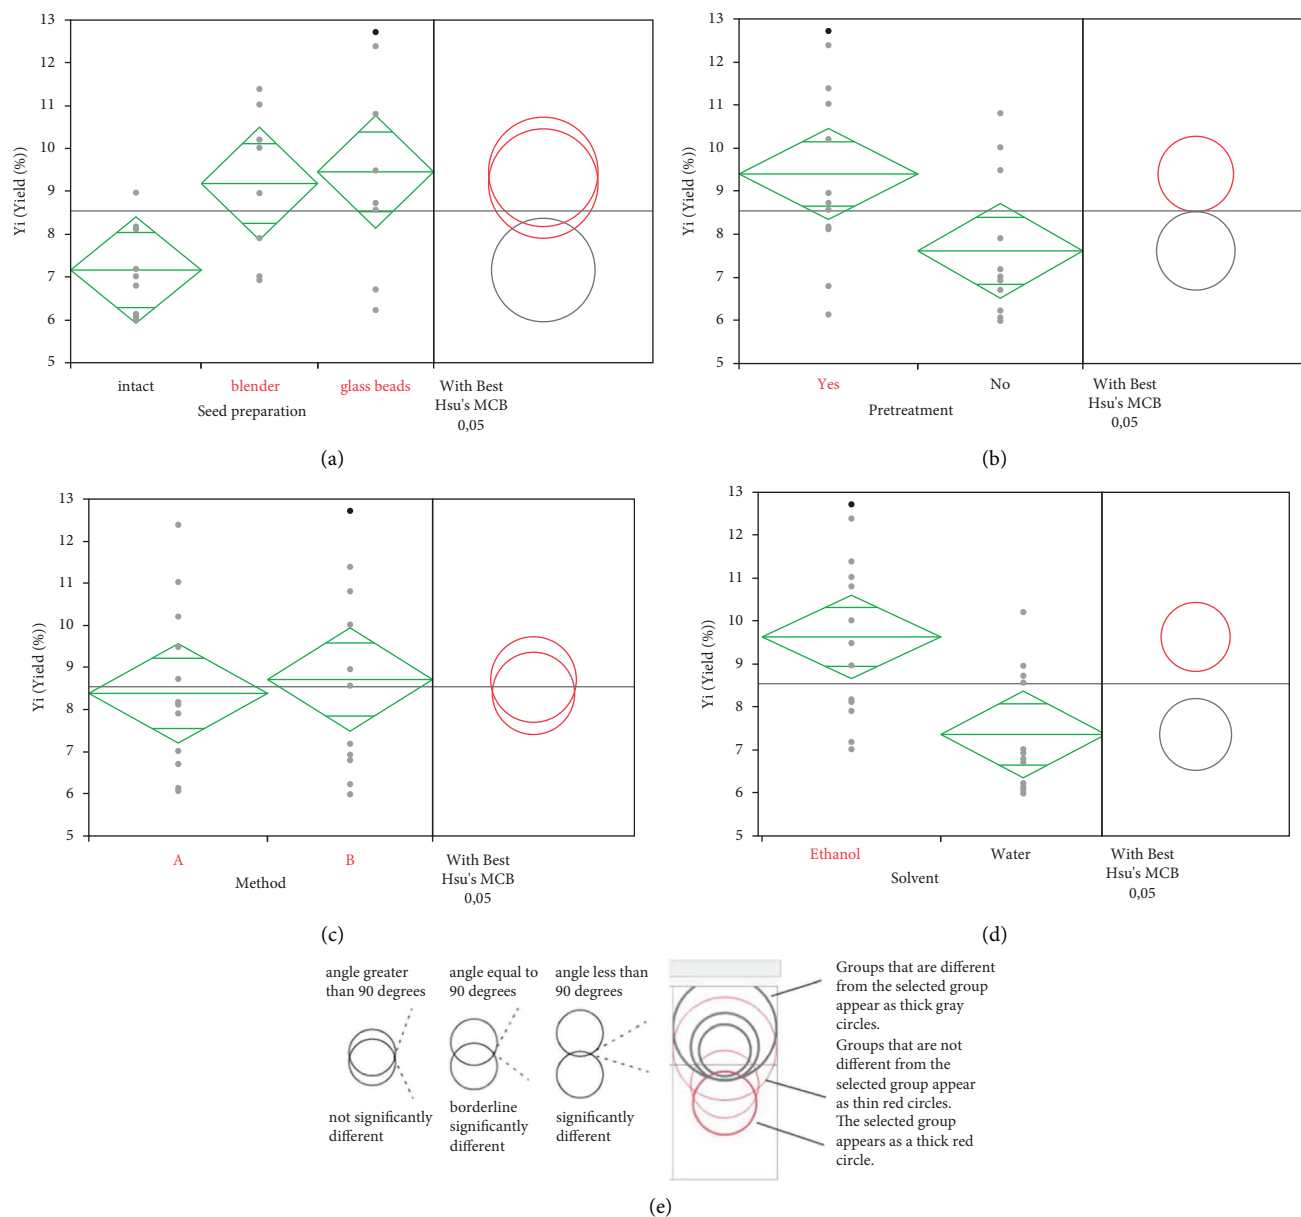 Yi (Yield (%))
13
12
11
10
9
8
7
6
5
intact
blender
glass beads
With Best
Hsu's MCB
0,05
Seed preparation
(a)
Yi (Yield (%))
13
12
11
10
9
8
7
6
5
Yes
No
With Best
Hsu's MCB
0,05
Pretreatment
(b)
Yi (Yield (%))
13
12
11
10
9
8
7
6
5
A
B
With Best
Hsu's MCB
0,05
Method
(c)
Yi (Yield (%))
13
12
11
10
9
8
7
6
5
Ethanol
Water
With Best
Hsu's MCB
0,05
Solvent
(d)
angle greater
than 90 degrees
not significantly
different
angle equal to
90 degrees
borderline
significantly
different
angle less than
90 degrees
significantly
different
Groups that are different
from the selected group
appear as thick gray
circles.
Groups that are not
different from the
selected group appear
as thin red circles.
The selected group
appears as a thick red
circle.
(e)